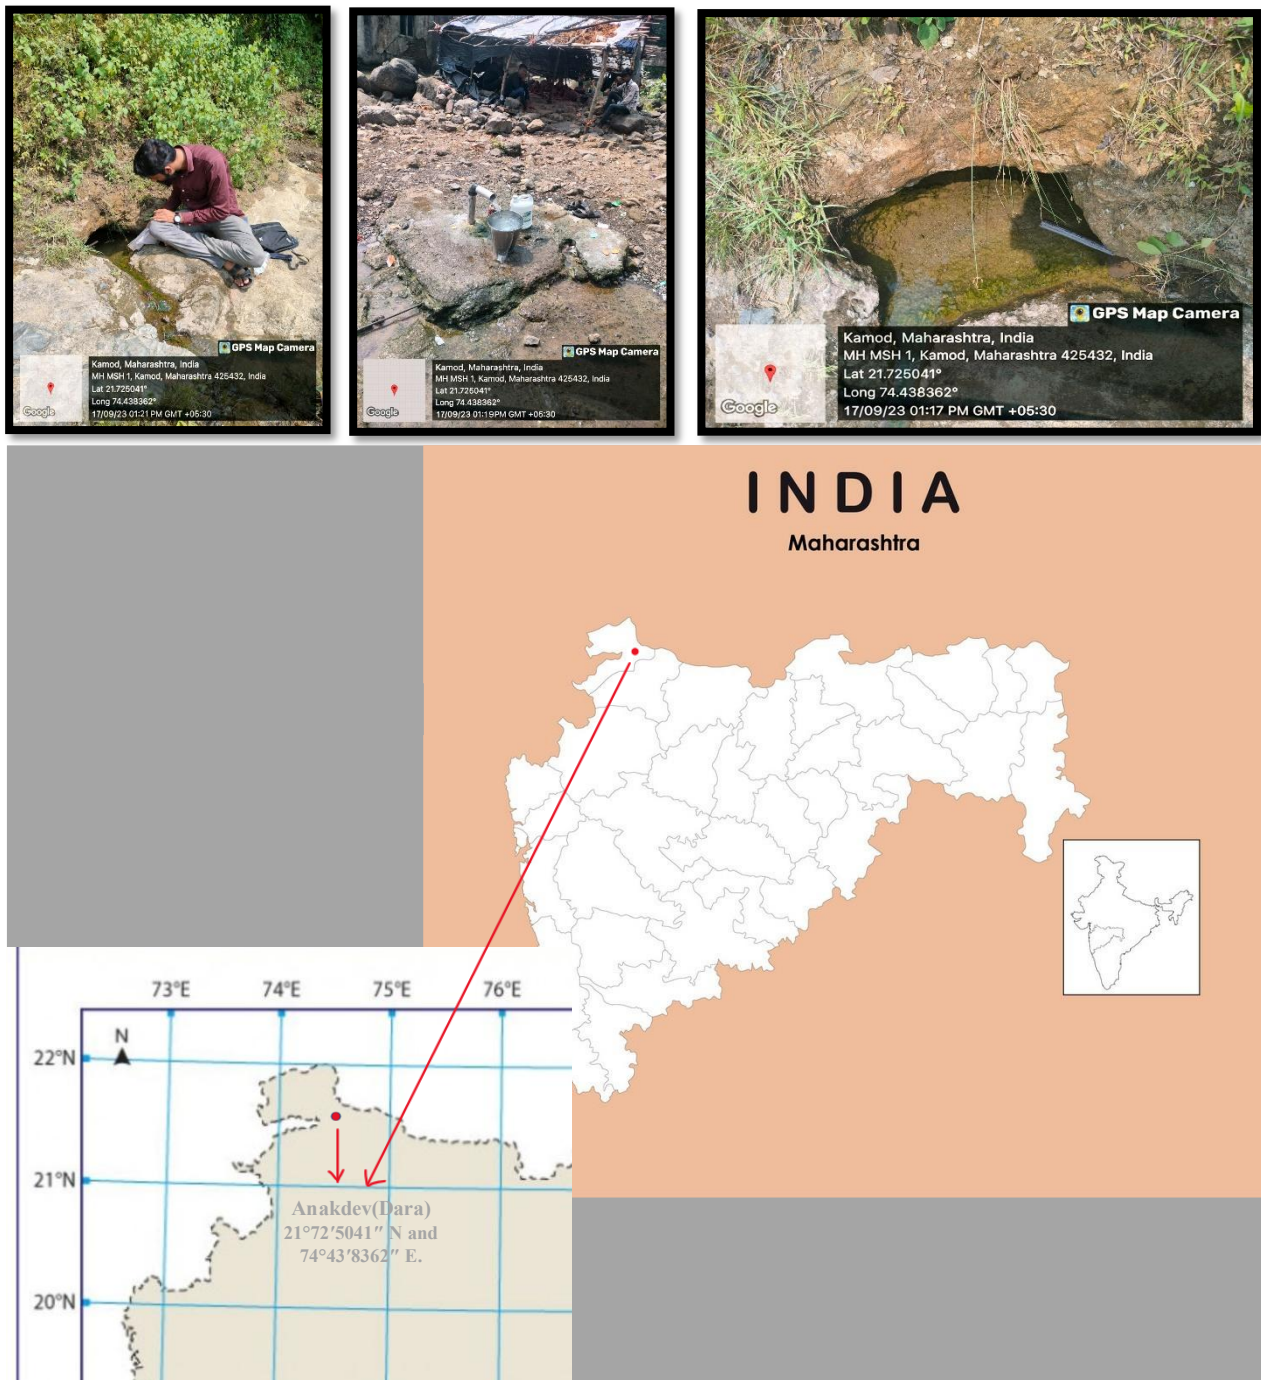 GPS Map Camera
Kamod, Maharashtra, India
MH MSH 1, Kamod, Maharashtra 425432, India
Lat 21.725041°
Long 74.438362°
17/09/23 01:21 PM GMT +05:30
Google
GPS Map Camera
Kamod, Maharashtra, India
MH MSH 1, Kamod, Maharashtra 425432, India
Lat 21.725041°
Long 74.438362°
17/09/23 01:19PM GMT +05:30
Google
GPS Map Camera
Kamod, Maharashtra, India
MH MSH 1, Kamod, Maharashtra 425432, India
Lat 21.725041°
Long 74.438362°
17/09/23 01:17 PM GMT +05:30
Google
INDIA
Maharashtra
73°E 74°E 75°E 76°E
N
22°N
21°N
Anakdev(Dara)
21°72′5041″ N and
74°43′8362″ E.
20°N